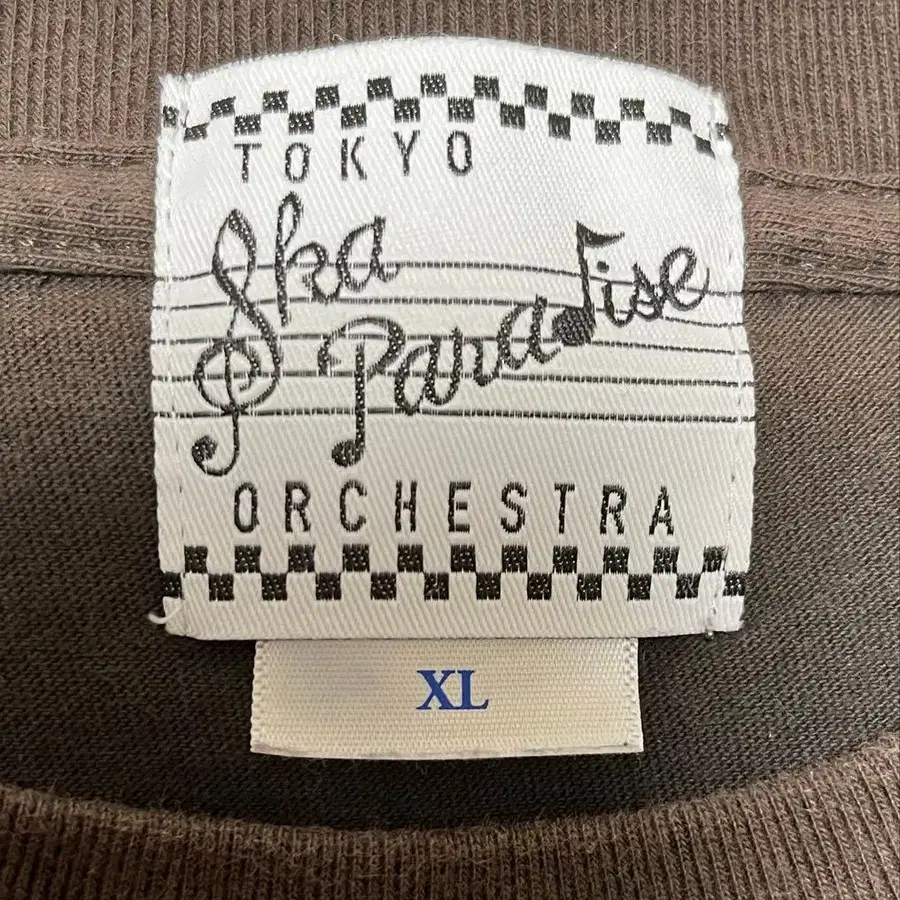 TOKYO
Ska
Paradise
ORCHESTRA
XL